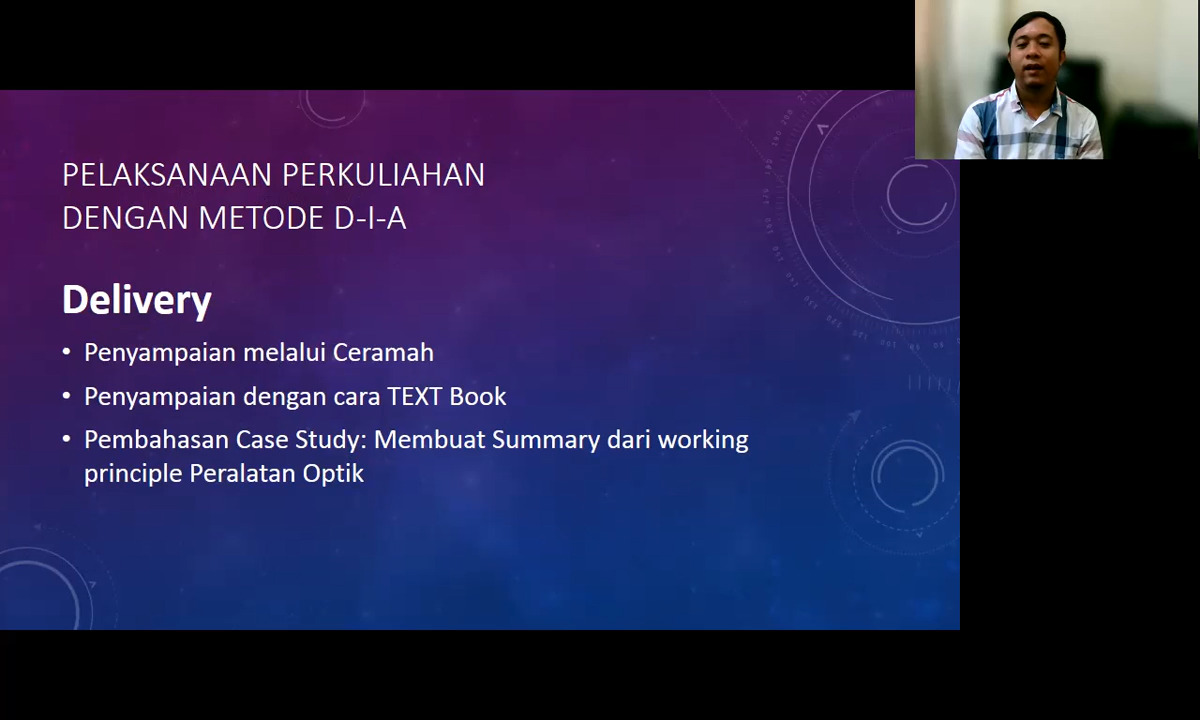 PELAKSANAAN PERKULIAHAN
DENGAN METODE D-I-A
Delivery
• Penyampaian melalui Ceramah
• Penyampaian dengan cara TEXT Book
• Pembahasan Case Study: Membuat Summary dari working
principle Peralatan Optik